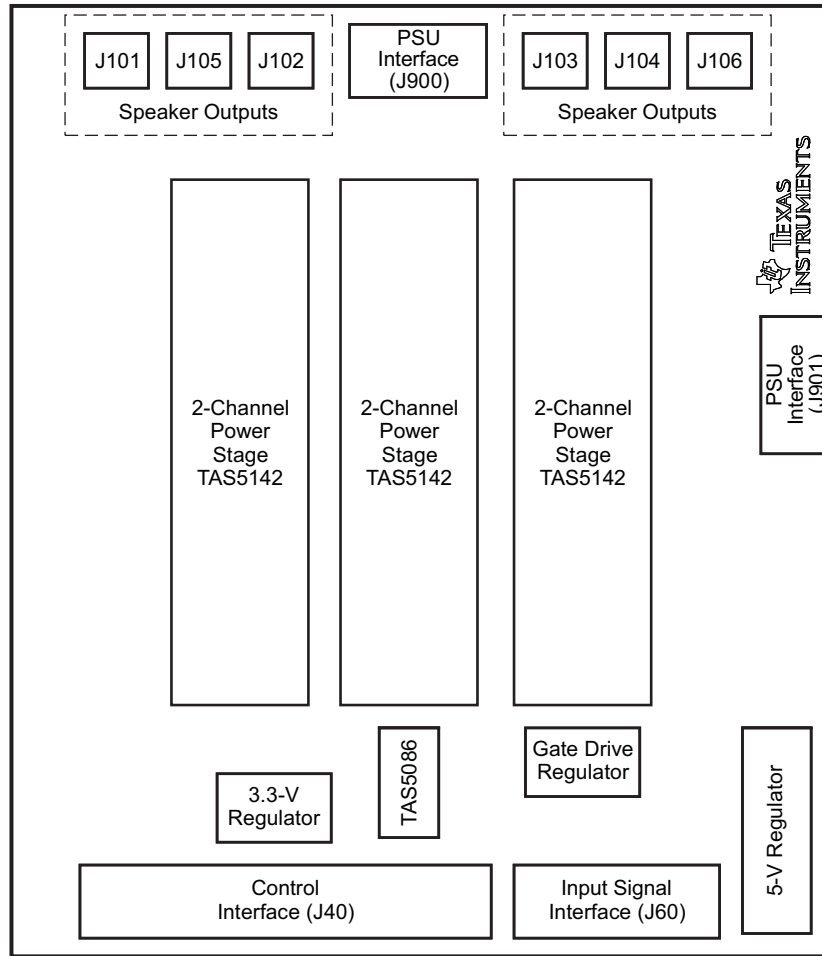 J101
J105
J102
Speaker Outputs
PSU
Interface
(J900)
J103
J104
J106
Speaker Outputs
TEXAS
INSTRUMENTS
2-Channel
Power
Stage
TAS5142
2-Channel
Power
Stage
TAS5142
2-Channel
Power
Stage
TAS5142
PSU
Interface
(J901)
3.3-V
Regulator
TAS5086
Gate Drive
Regulator
5-V Regulator
Control
Interface (J40)
Input Signal
Interface (J60)